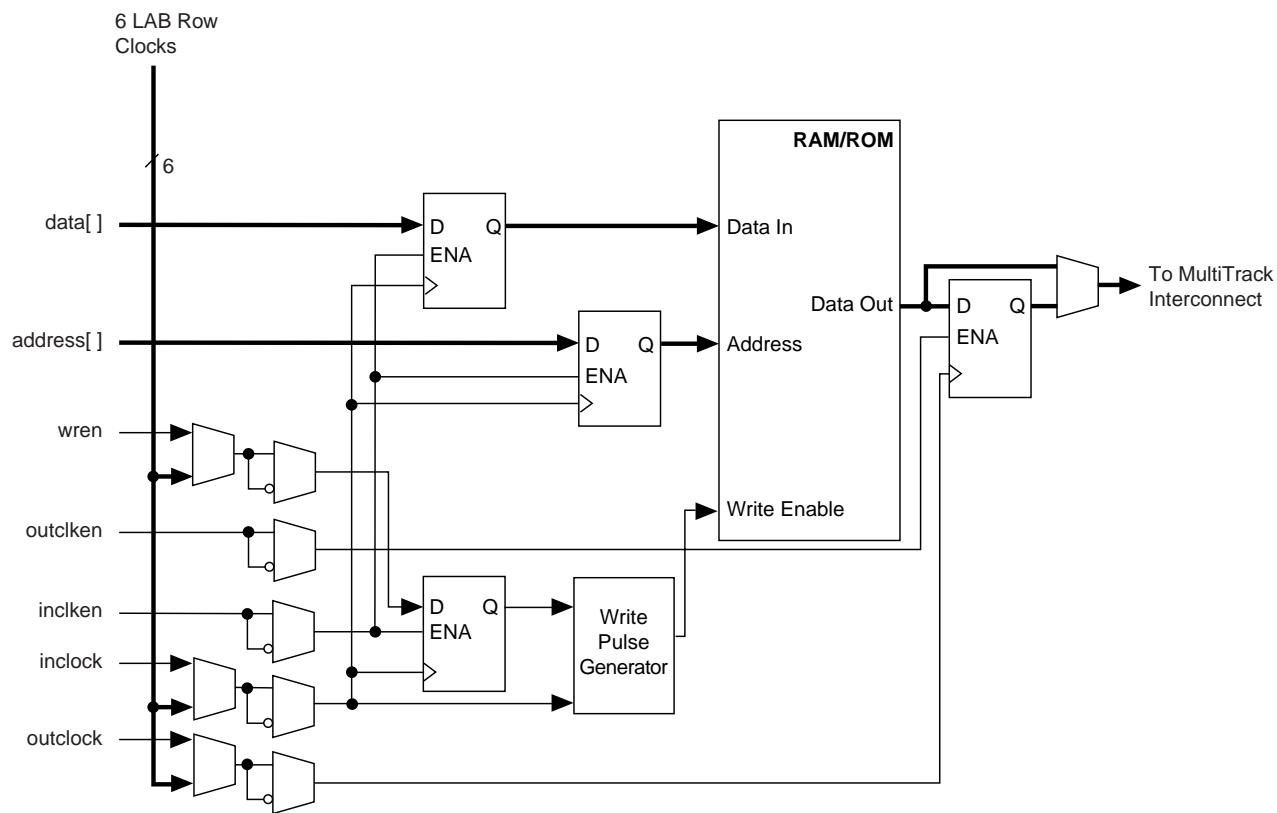 6 LAB Row
Clocks
6
RAM/ROM
data[ ]
D Q
ENA
Data In
To MultiTrack
Interconnect
Data Out
D Q
ENA
address[ ]
D Q
ENA
Address
wren
Write Enable
outclken
inclken
D Q
ENA
Write
Pulse
Generator
inclock
outclock